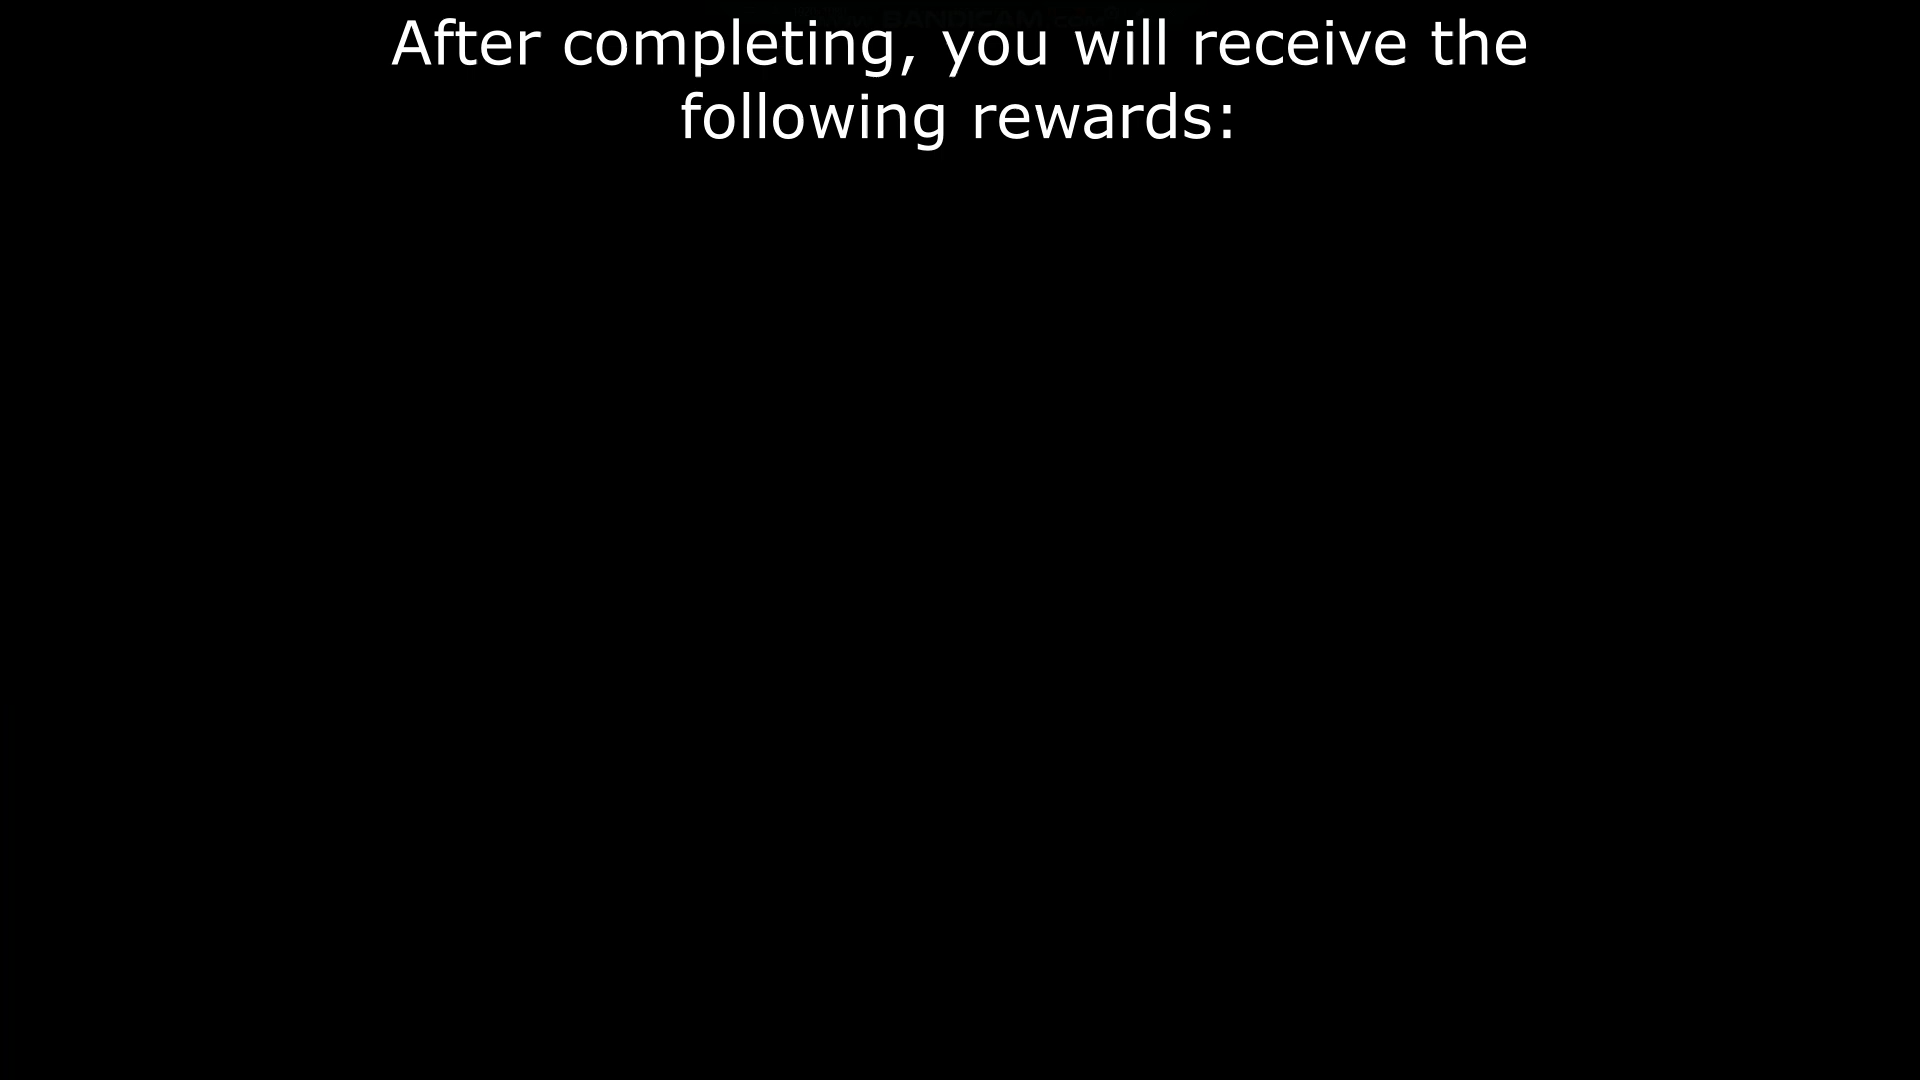 After completing, you will receive the
following rewards: